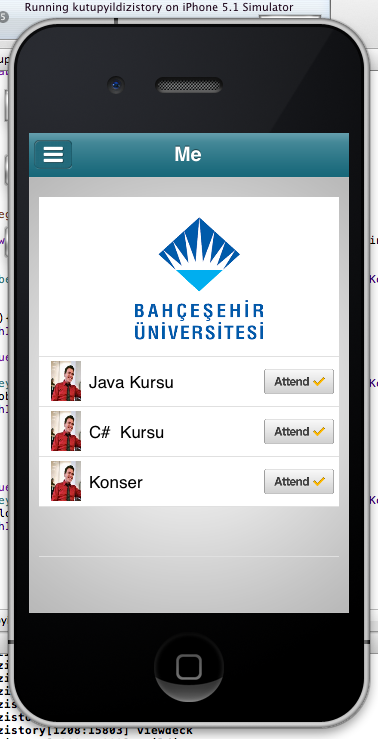 Running kutupyildizistory on iPhone 5.1 Simulator
Me
BAHÇEŞEHİR
ÜNİVERSİTESİ
Java Kursu
Attend
C# Kursu
Attend
Konser
Attend
zistory[1208:15803] viewdeck